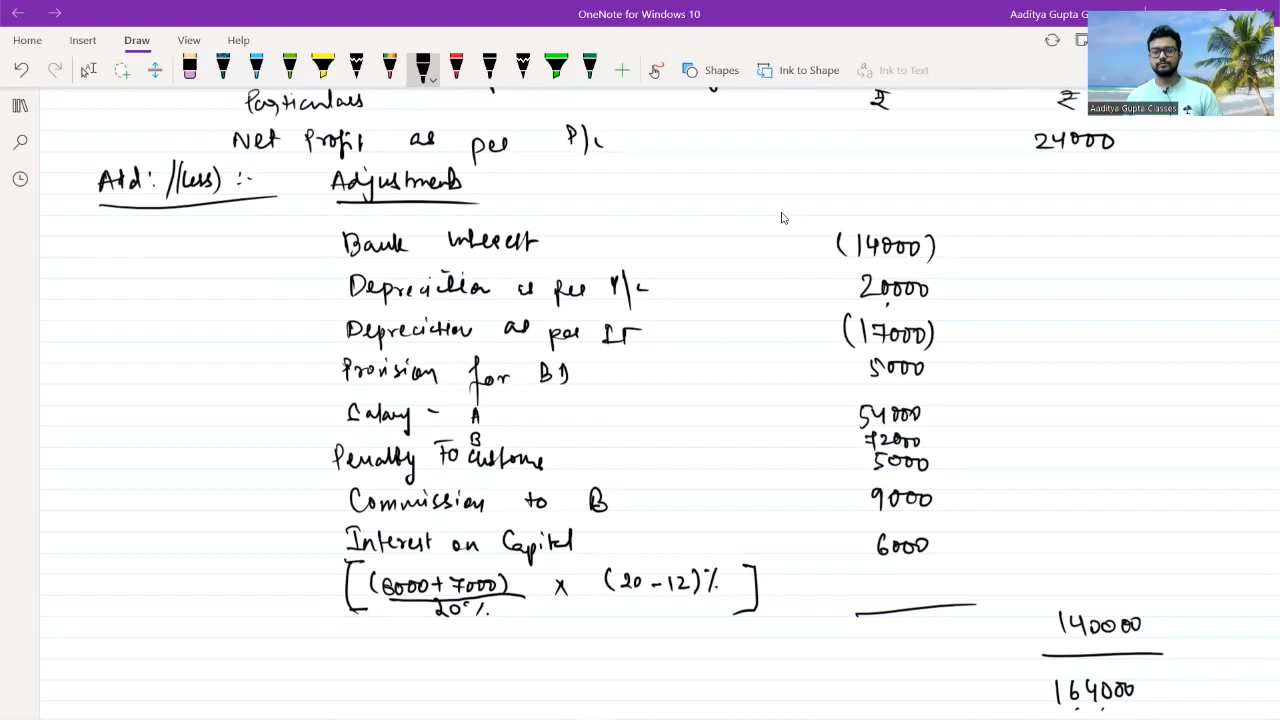 OneNote for Windows 10
Aaditya Gupta G
Home Insert Draw View Help
Shapes Ink to Shape Ink to Text
Aaditya Gupta Classes
Particulars ₹ ₹
Net Profit as per P/L 24000
Add: /(Less) :- Adjustments
Bank Interest (14000)
Depreciation as per P/L 20000
Depreciation as per IT (17000)
Provision for BD 5000
Salary - A 54000
B 72000
Penalty To Custome 5000
Commission to B 9000
Interest on Capital 6000
[(8000+7000) × (20-12)%]
20%
140000
164000